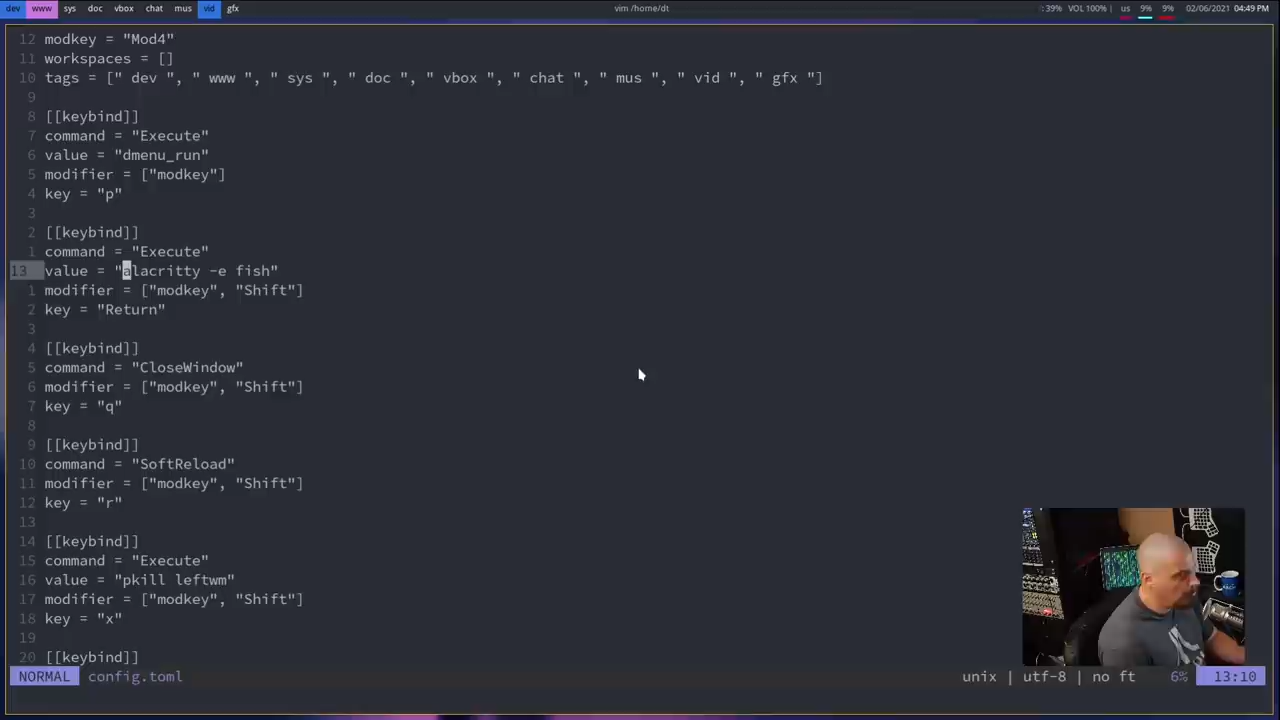 dev www sys doc vbox chat mus vid gfx vim /home/dt : 39% VOL 100% us 9% 9% 02/06/2021 04:49 PM
12 modkey = "Mod4"
11 workspaces = []
10 tags = [" dev ", " www ", " sys ", " doc ", " vbox ", " chat ", " mus ", " vid ", " gfx "]
9
8 [[keybind]]
7 command = "Execute"
6 value = "dmenu_run"
5 modifier = ["modkey"]
4 key = "p"
3
2 [[keybind]]
1 command = "Execute"
13 value = "alacritty -e fish"
1 modifier = ["modkey", "Shift"]
2 key = "Return"
3
4 [[keybind]]
5 command = "CloseWindow"
6 modifier = ["modkey", "Shift"]
7 key = "q"
8
9 [[keybind]]
10 command = "SoftReload"
11 modifier = ["modkey", "Shift"]
12 key = "r"
13
14 [[keybind]]
15 command = "Execute"
16 value = "pkill leftwm"
17 modifier = ["modkey", "Shift"]
18 key = "x"
19
20 [[keybind]]
NORMAL config.toml unix | utf-8 | no ft 6% 13:10